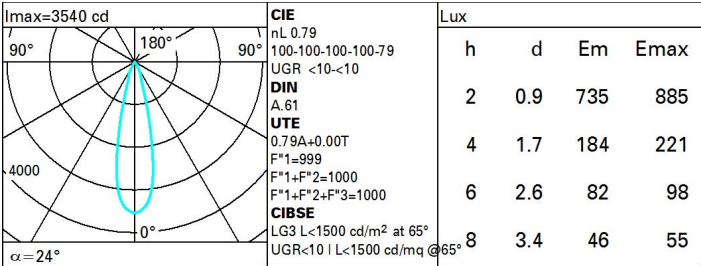 Imax=3540 cd
90°
180°
90°
4000
0°
α=24°
CIE
nL 0.79
100-100-100-100-79
UGR <10-<10
DIN
A.61
UTE
0.79A+0.00T
F"1=999
F"1+F"2=1000
F"1+F"2+F"3=1000
CIBSE
LG3 L<1500 cd/m² at 65°
UGR<10 | L<1500 cd/mq @65°
Lux
h d Em Emax
2 0.9 735 885
4 1.7 184 221
6 2.6 82 98
8 3.4 46 55